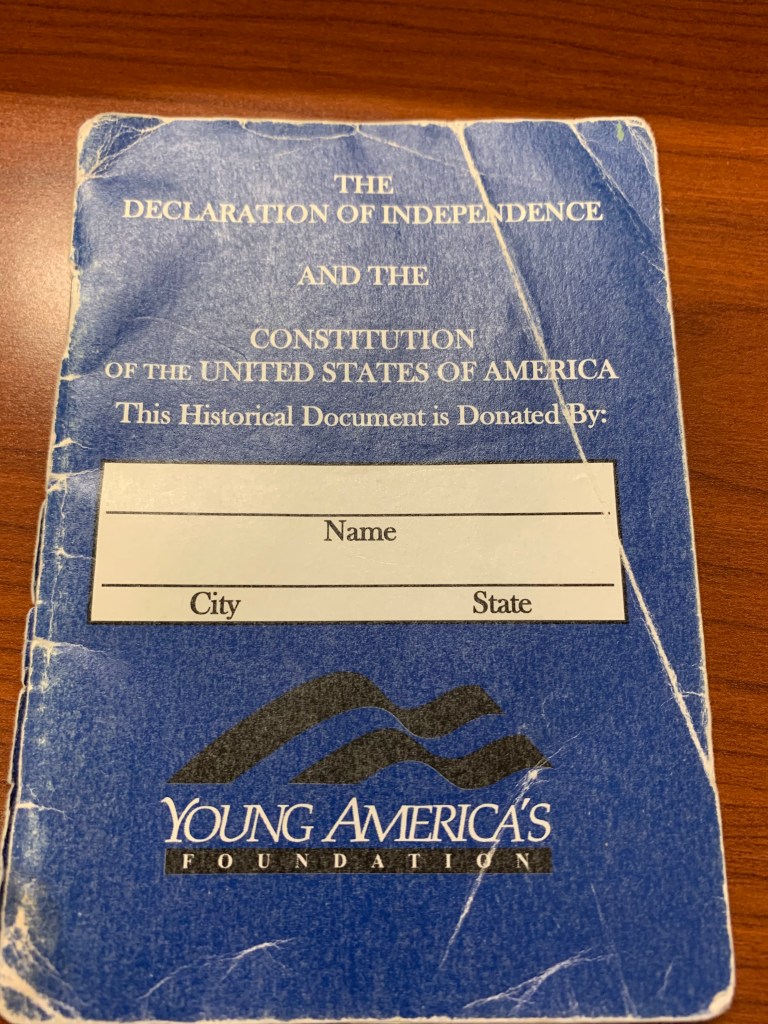 THE
DECLARATION OF INDEPENDENCE
AND THE
CONSTITUTION
OF THE UNITED STATES OF AMERICA
This Historical Document is Donated By:
Name
City State
YOUNG AMERICA'S
FOUNDATION